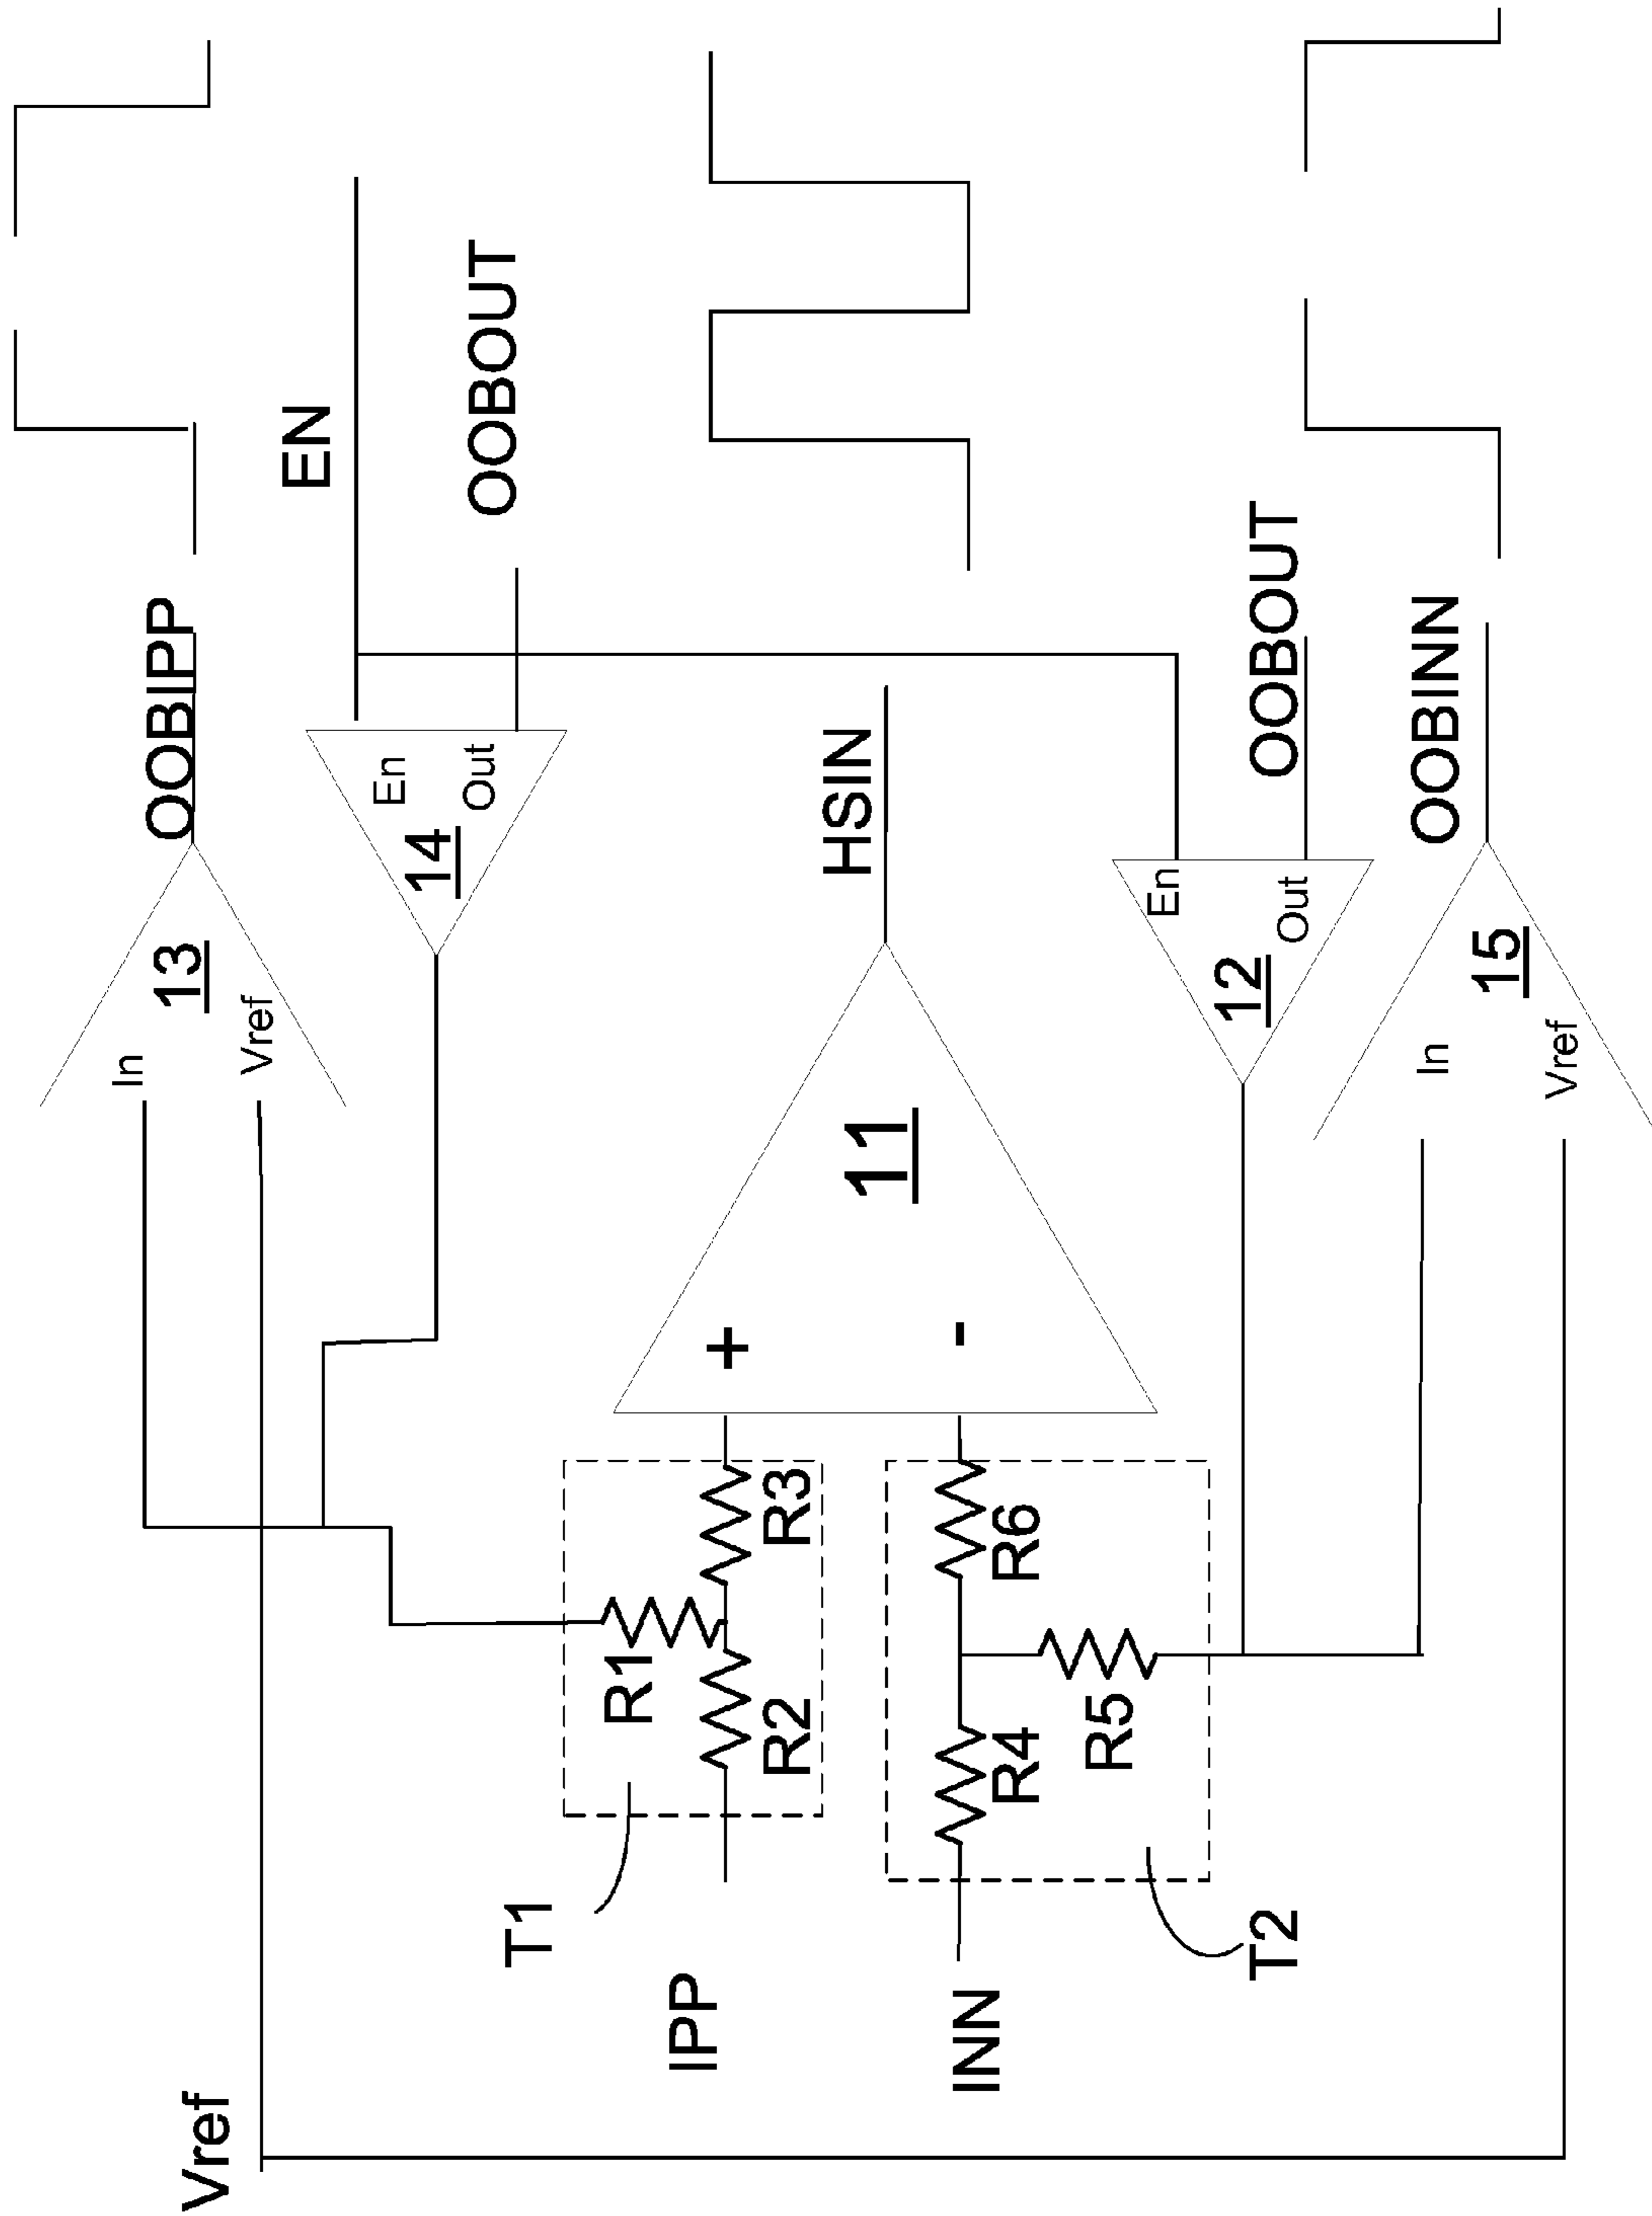 Vref
OOBIPP
13
In
Vref
EN
14
En
Out
OOBOUT
T1
R1
R2
R3
IPP
+
-
11
HSIN
INN
R4
R5
R6
T2
12
En
Out
OOBOUT
15
In
Vref
OOBINN